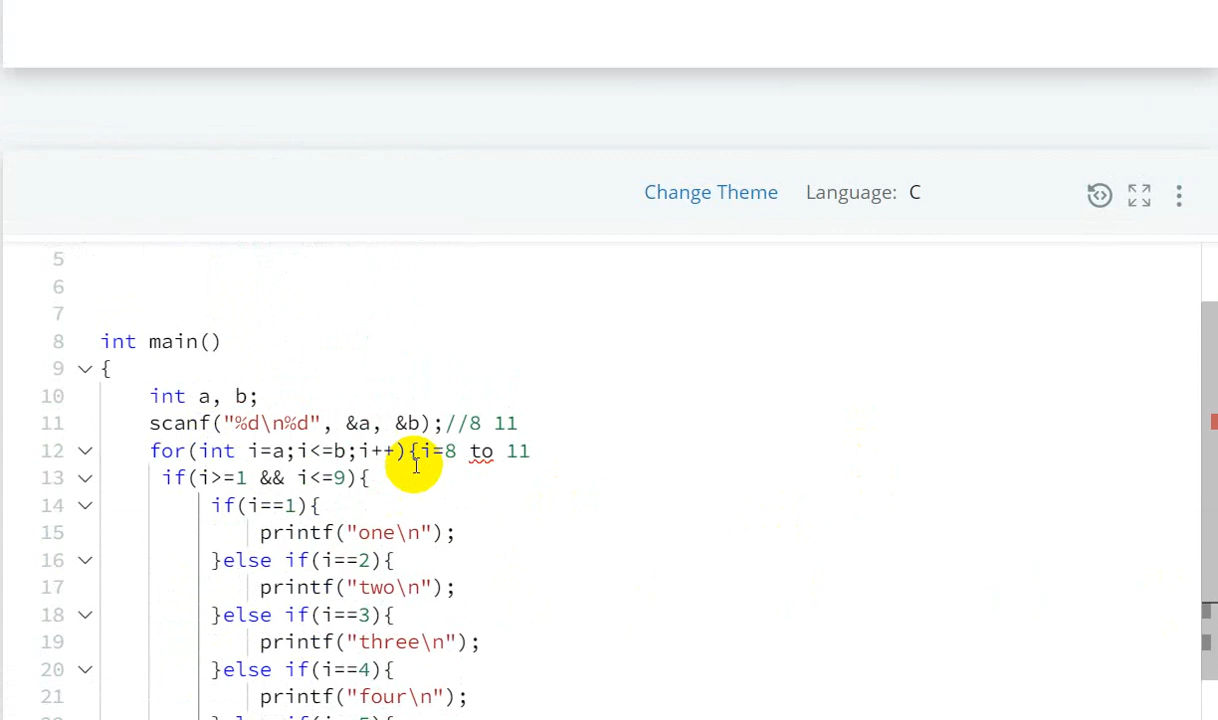 Change Theme Language: C
5
6
7
8 int main()
9 {
10 int a, b;
11 scanf("%d\n%d", &a, &b);//8 11
12 for(int i=a;i<=b;i++){i=8 to 11
13 if(i>=1 && i<=9){
14 if(i==1){
15 printf("one\n");
16 }else if(i==2){
17 printf("two\n");
18 }else if(i==3){
19 printf("three\n");
20 }else if(i==4){
21 printf("four\n");